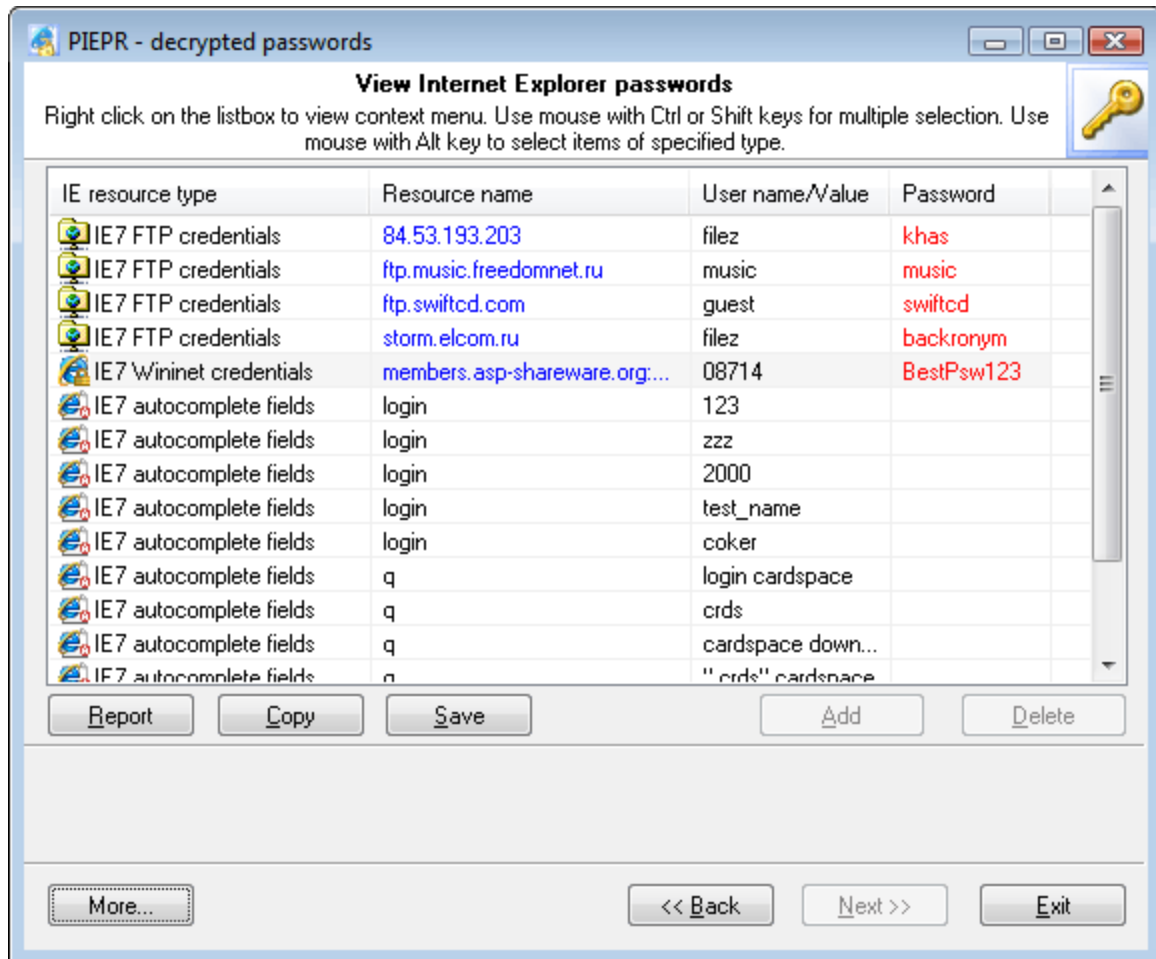 PIEPR - decrypted passwords
View Internet Explorer passwords
Right click on the listbox to view context menu. Use mouse with Ctrl or Shift keys for multiple selection. Use
mouse with Alt key to select items of specified type.
IE resource type Resource name User name/Value Password
IE7 FTP credentials 84.53.193.203 filez khas
IE7 FTP credentials ftp.music.freedomnet.ru music music
IE7 FTP credentials ftp.swiftcd.com guest swiftcd
IE7 FTP credentials storm.elcom.ru filez backronym
IE7 Wininet credentials members.asp-shareware.org:... 08714 BestPsw123
IE7 autocomplete fields login 123
IE7 autocomplete fields login zzz
IE7 autocomplete fields login 2000
IE7 autocomplete fields login test_name
IE7 autocomplete fields login coker
IE7 autocomplete fields q login cardspace
IE7 autocomplete fields q crds
IE7 autocomplete fields q cardspace down...
IE7 autocomplete fields q "crds" cardspace
Report Copy Save Add Delete
More... << Back Next >> Exit